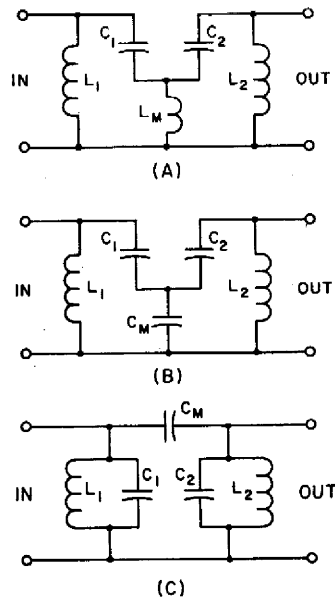 C1 C2
IN L1 L2 OUT
LM
(A)
C1 C2
IN L1 L2 OUT
CM
(B)
CM
IN L1 C1 C2 L2 OUT
(C)